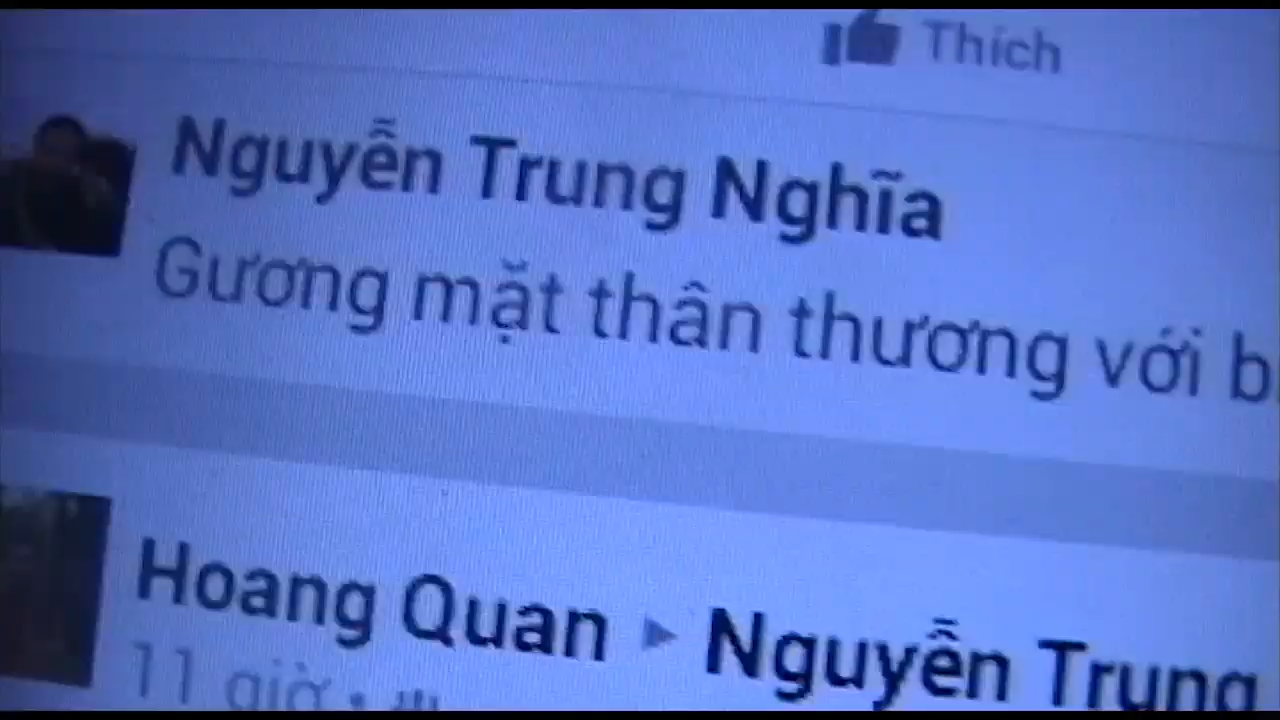 Thích
Nguyễn Trung Nghĩa
Gương mặt thân thương với b
Hoang Quan ▸ Nguyễn Trung
11 giờ ·